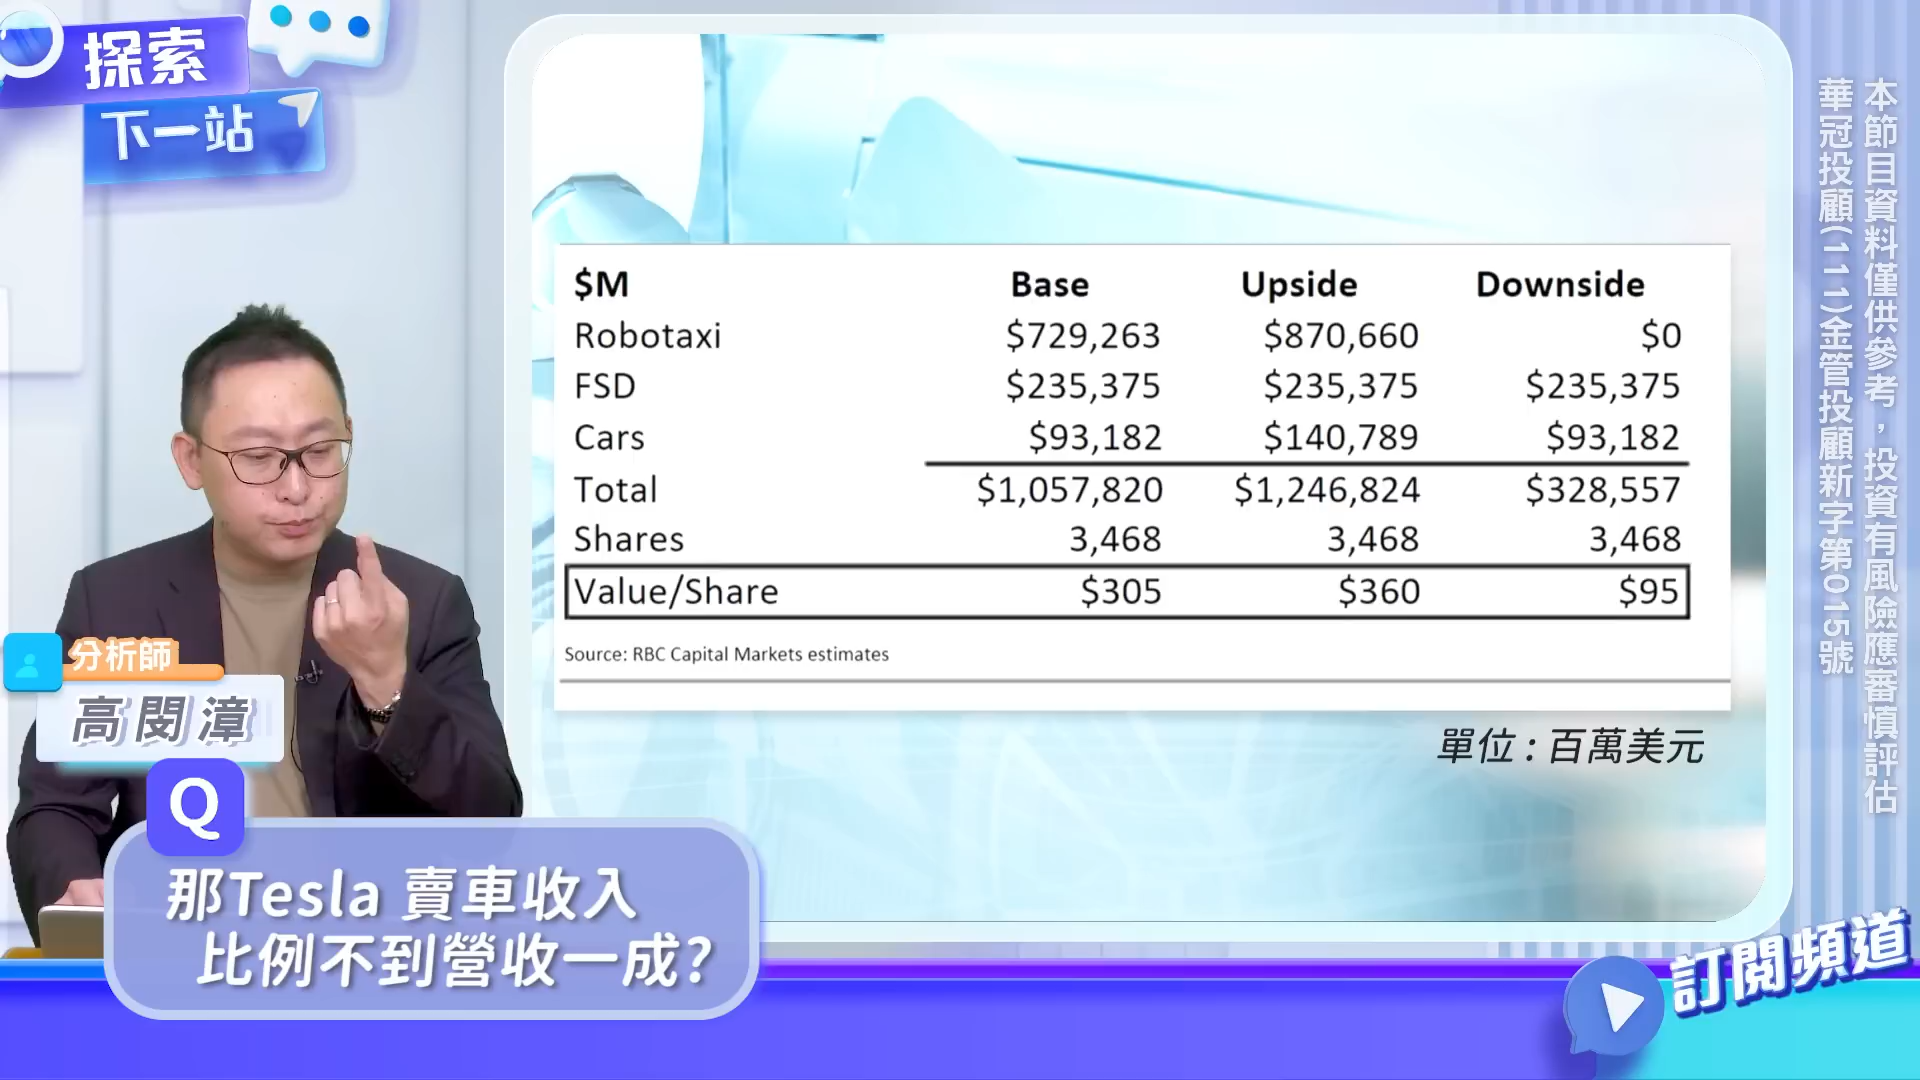 探索
下一站
$M Base Upside Downside
Robotaxi $729,263 $870,660 $0
FSD $235,375 $235,375 $235,375
Cars $93,182 $140,789 $93,182
Total $1,057,820 $1,246,824 $328,557
Shares 3,468 3,468 3,468
Value/Share $305 $360 $95
Source: RBC Capital Markets estimates
單位：百萬美元
本節目資料僅供參考，投資有風險應審慎評估
華冠投顧(111)金管投顧新字第015號
分析師
高閔漳
Q
那Tesla 賣車收入
比例不到營收一成?
訂閱頻道